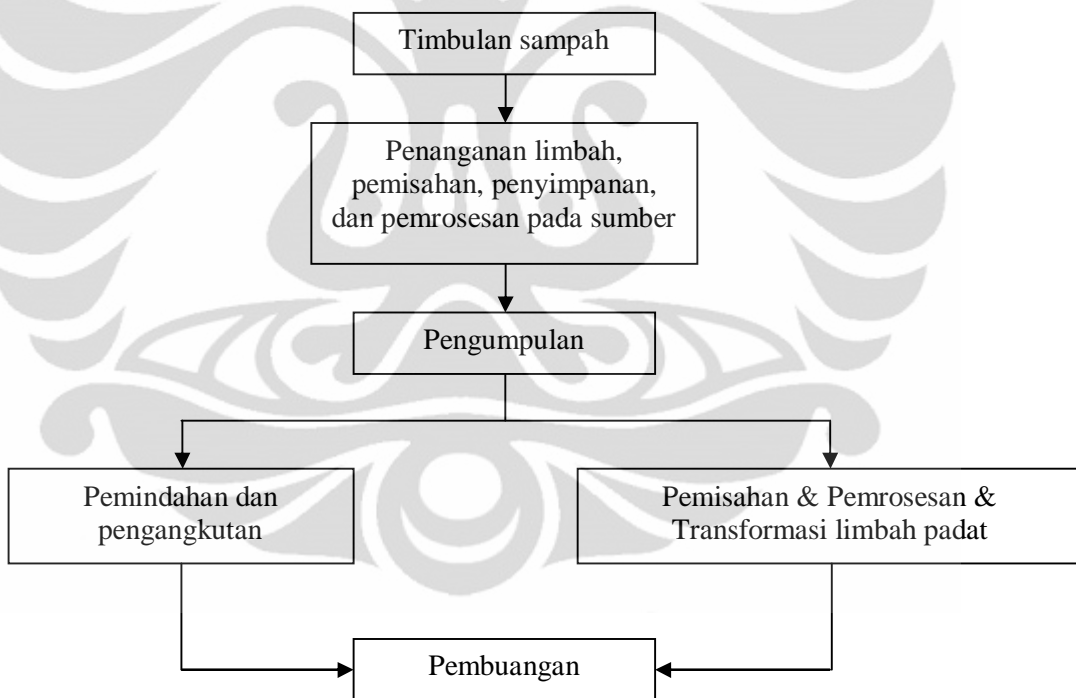 Timbulan sampah
Penanganan limbah,
pemisahan, penyimpanan,
dan pemrosesan pada sumber
Pengumpulan
Pemindahan dan
pengangkutan
Pemisahan & Pemrosesan &
Transformasi limbah padat
Pembuangan